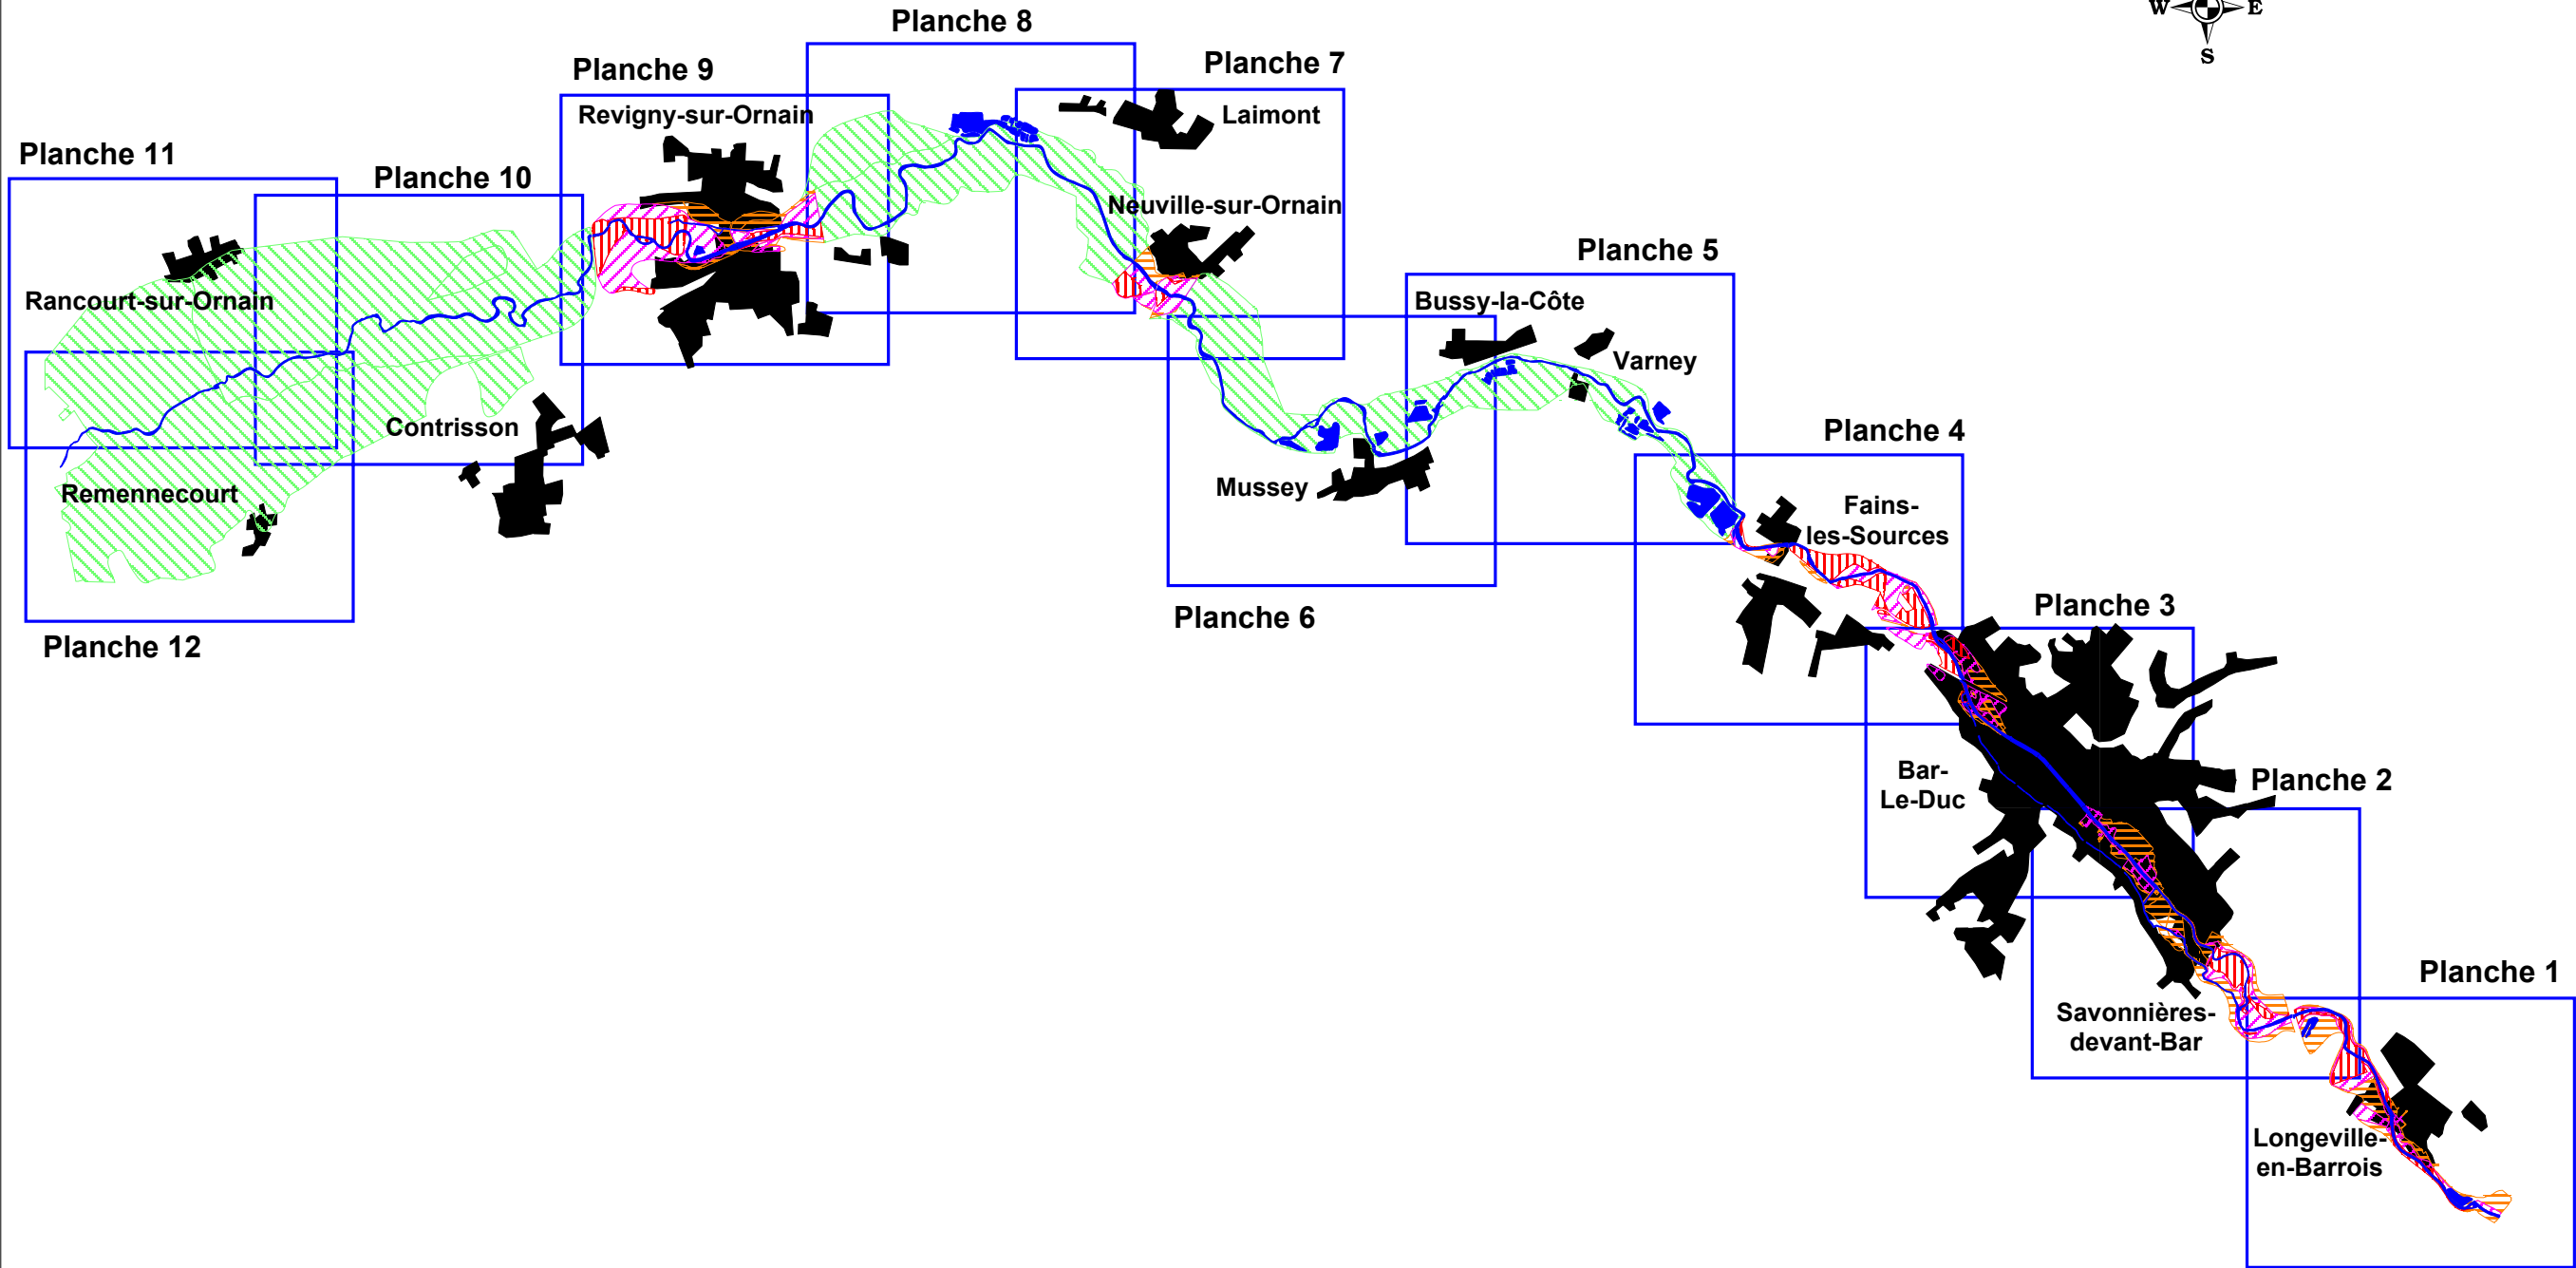 Planche 8
W E
S
Planche 9
Planche 7
Revigny-sur-Ornain
Laimont
Planche 11
Planche 10
Neuville-sur-Ornain
Planche 5
Rancourt-sur-Ornain
Bussy-la-Côte
Varney
Contrisson
Planche 4
Mussey
Remennecourt
Fains-
les-Sources
Planche 3
Planche 6
Planche 12
Bar-
Le-Duc
Planche 2
Planche 1
Savonnières-
devant-Bar
Longeville-
en-Barrois